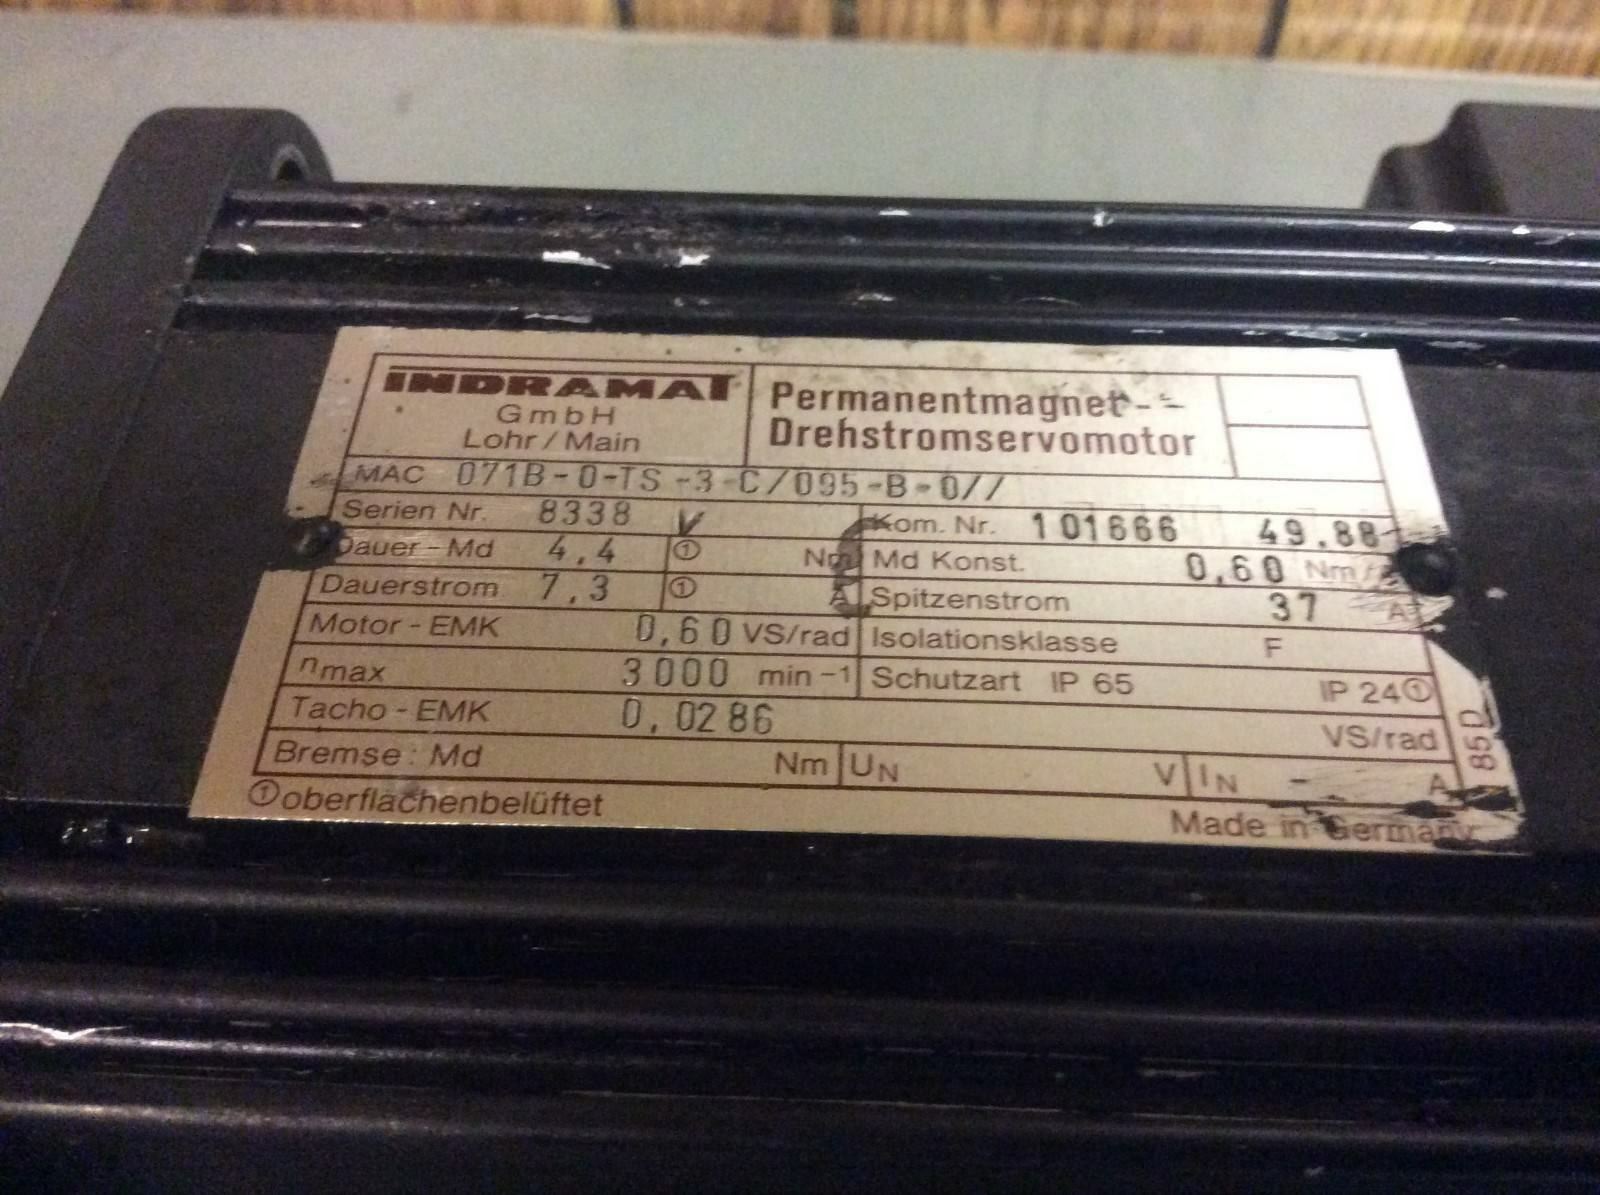 INDRAMAT
GmbH
Lohr / Main
Permanentmagnet-
Drehstromservomotor
MAC 071B-0-TS-3-C/095-B-0//
Serien Nr. 8338 Kom. Nr. 101666 49.88
Dauer-Md 4,4 ① Nm Md Konst. 0,60 Nm/
Dauerstrom 7,3 ① A Spitzenstrom 37 A
Motor-EMK 0,60 VS/rad Isolationsklasse F
nmax 3000 min-1 Schutzart IP 65 IP 24①
Tacho-EMK 0,0286 VS/rad
Bremse: Md Nm UN V IN - A
①oberflächenbelüftet
Made in Germany
85D